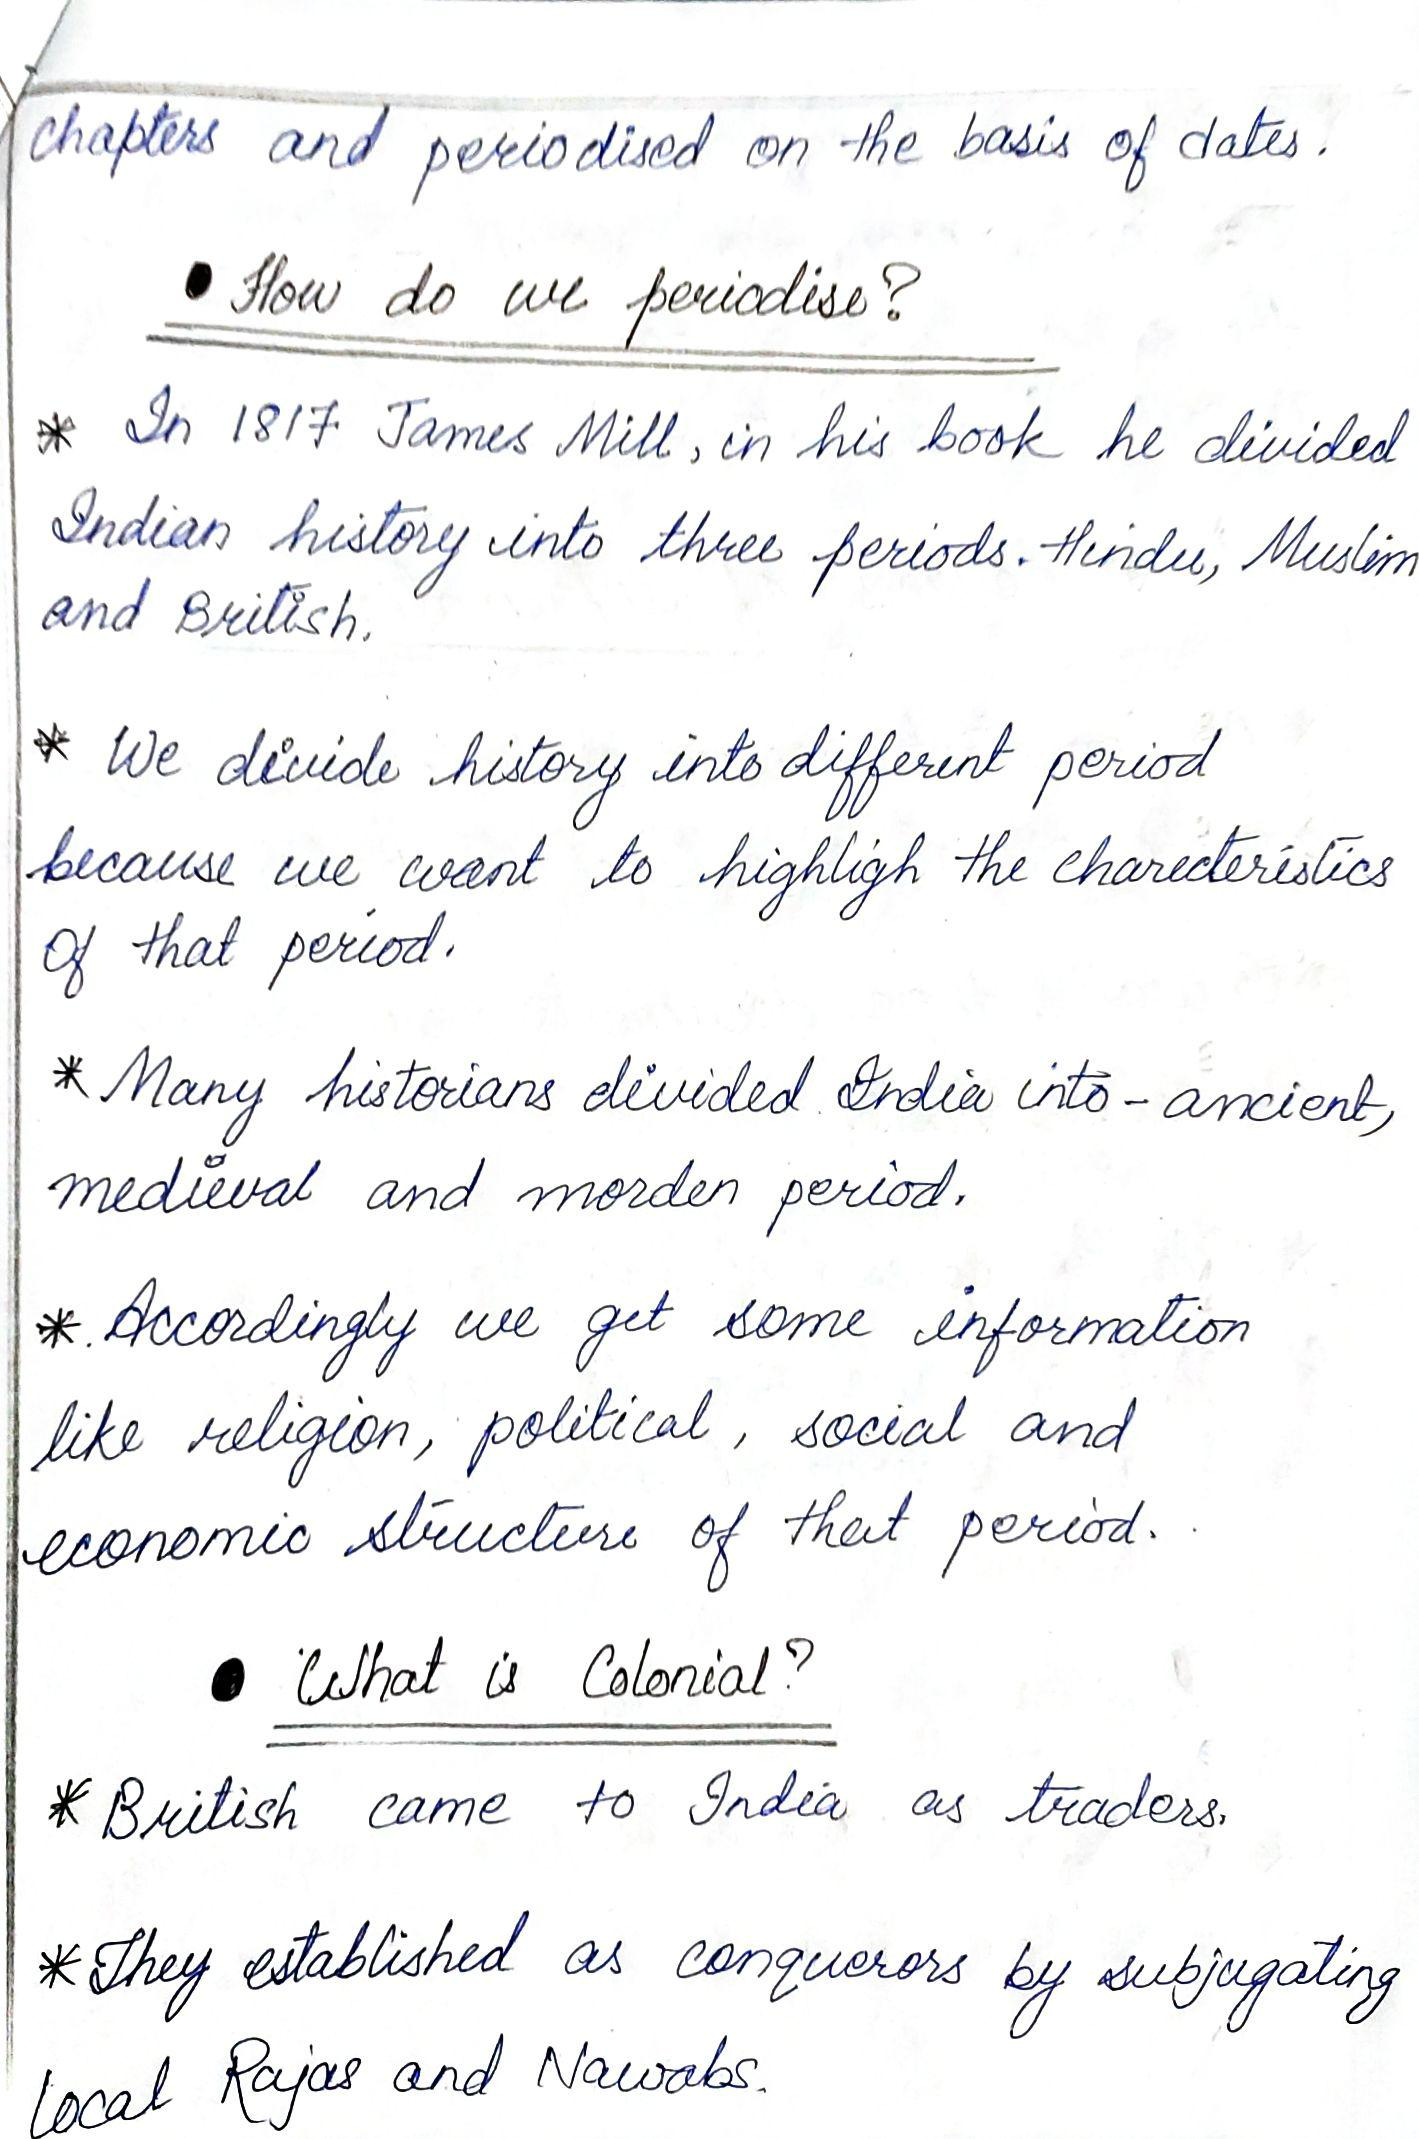 chapters and periodised on the basis of dates.
• How do we periodise?
* In 1817 James Mill, in his book he divided
Indian history into three periods. Hindu, Muslim
and British.
* We divide history into different period
because we want to highligh the charecteristics
of that period.
* Many historians divided India into - ancient,
medieval and morden period.
*. Accordingly we get some information
like religion, political, social and
economic structure of that period.
• What is Colonial?
* British came to India as traders.
* They established as conquerors by subjugating
local Rajas and Nawabs.